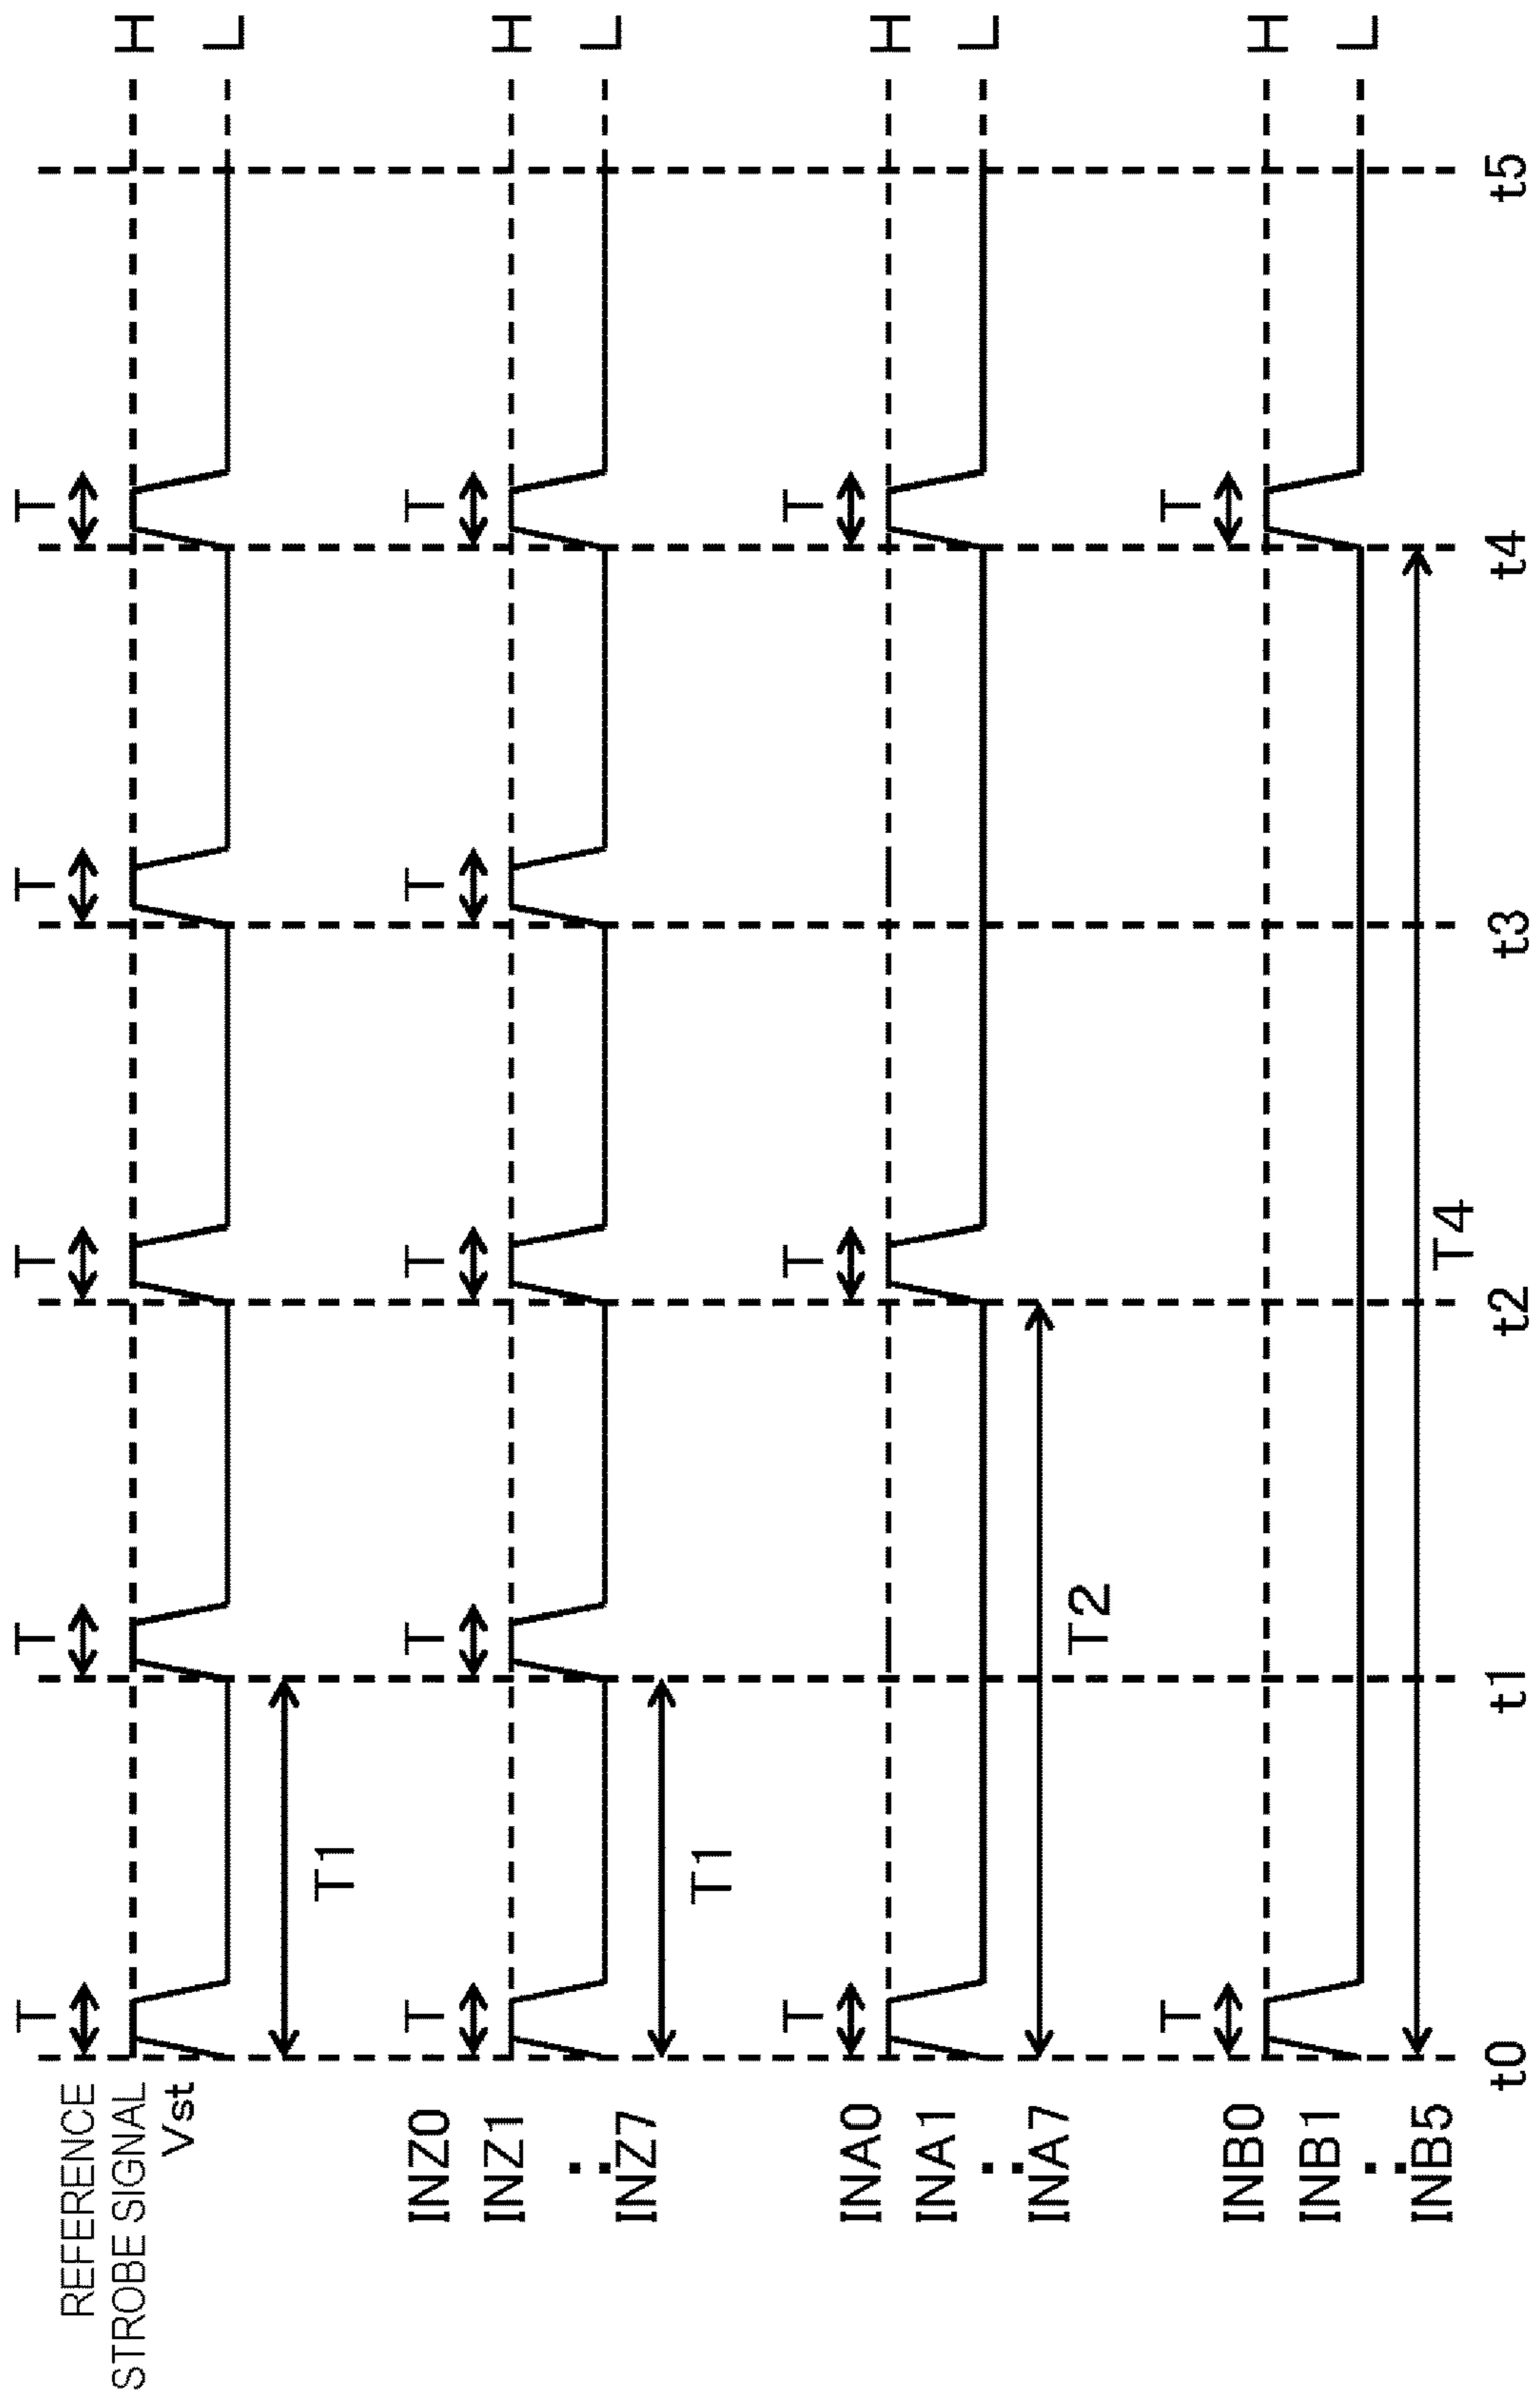 T T T T T
REFERENCE
STROBE SIGNAL
Vst
H
L
T1
T T T T T
INZ0
INZ1
:
INZ7
H
L
T1
T T T
INA0
INA1
:
INA7
H
L
T2
T T
INB0
INB1
:
INB5
H
L
T4
t0 t1 t2 t3 t4 t5